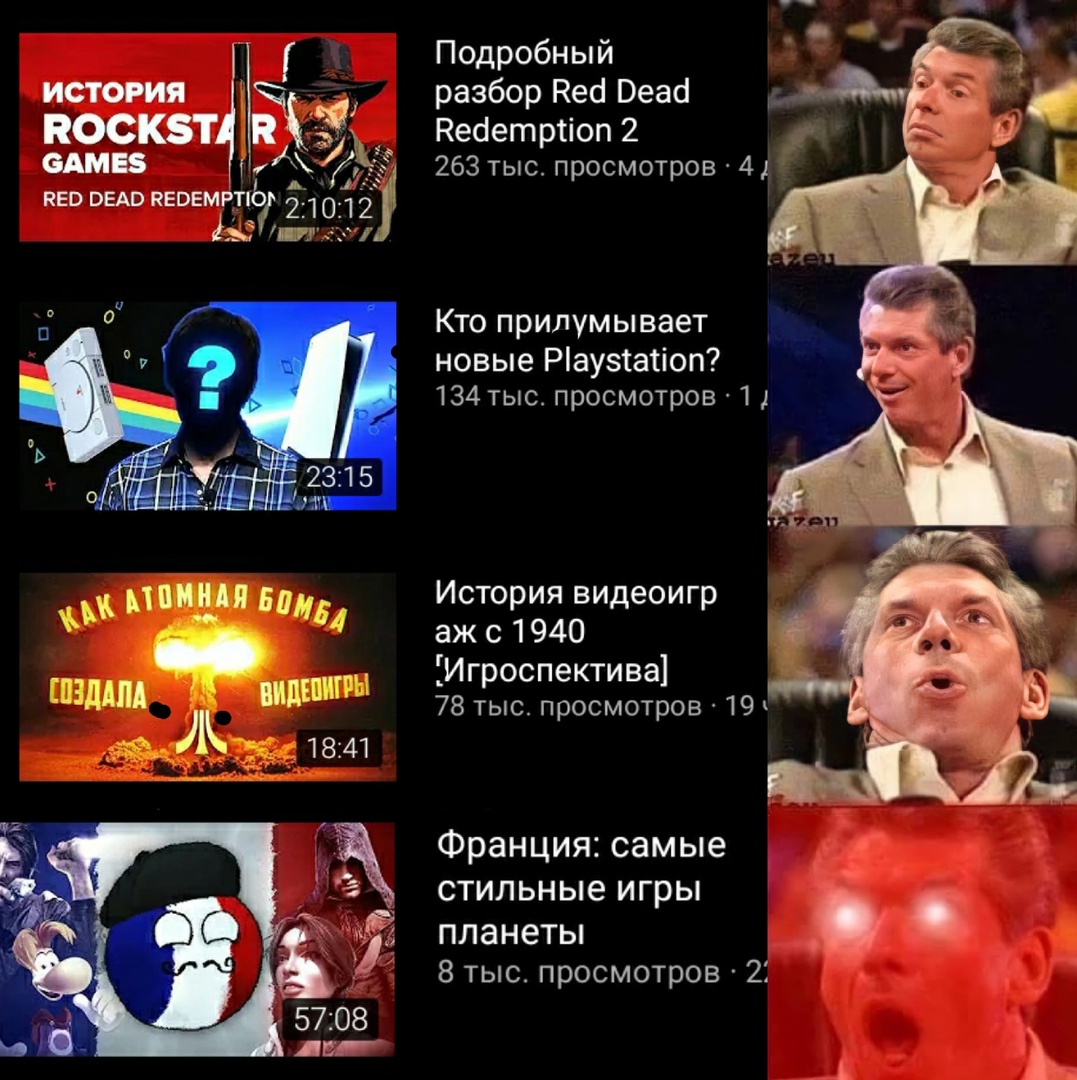 ИСТОРИЯ
ROCKSTAR
GAMES
RED DEAD REDEMPTION
2:10:12
Подробный
разбор Red Dead
Redemption 2
263 тыс. просмотров · 4
?
23:15
Кто придумывает
новые Playstation?
134 тыс. просмотров · 1
КАК АТОМНАЯ БОМБА
СОЗДАЛА ВИДЕОИГРЫ
18:41
История видеоигр
аж с 1940
[Игроспектива]
78 тыс. просмотров · 19
57:08
Франция: самые
стильные игры
планеты
8 тыс. просмотров · 22